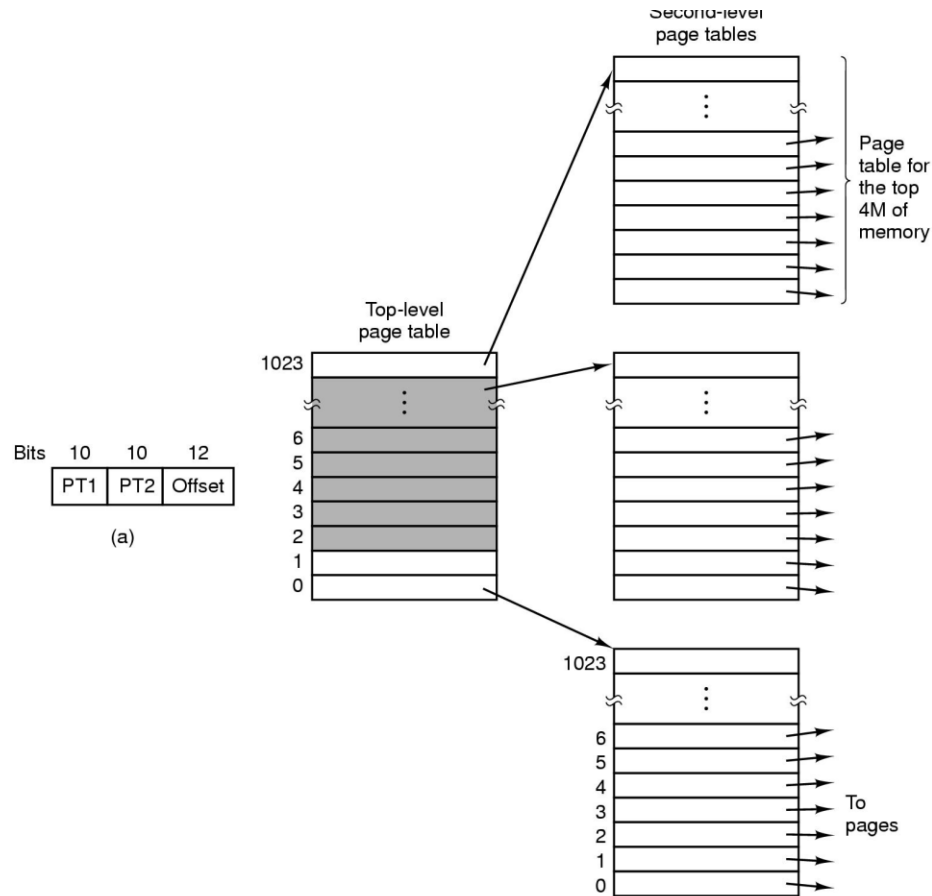 Second-level
page tables
Page
table for
the top
4M of
memory
Top-level
page table
1023
6
5
4
3
2
1
0
Bits 10 10 12
PT1 PT2 Offset
(a)
1023
6
5
4
3
2
1
0
To
pages